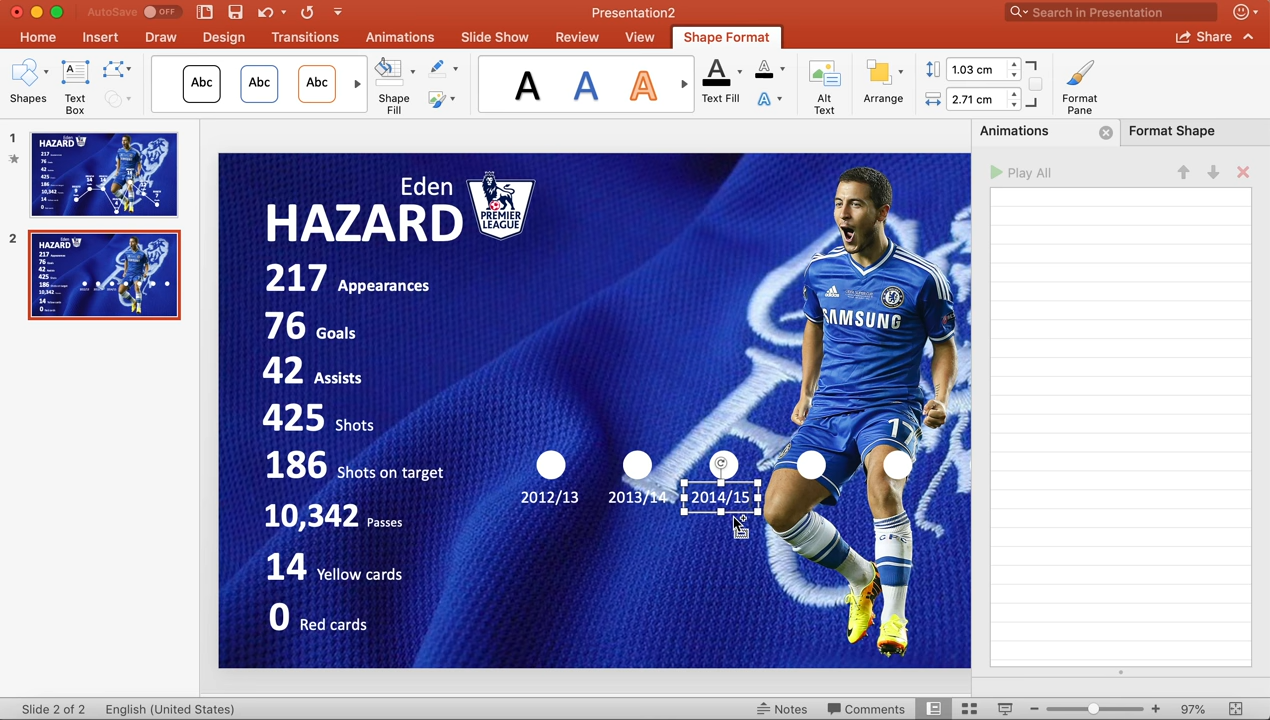 AutoSave OFF
Presentation2
Search in Presentation
Home Insert Draw Design Transitions Animations Slide Show Review View Shape Format Share
Abc Abc Abc
A A A
1.03 cm
2.71 cm
Shapes
Text Box
Shape Fill
Text Fill
Alt Text
Arrange
Format Pane
1
2
Eden
HAZARD
PREMIER
LEAGUE
217 Appearances
76 Goals
42 Assists
425 Shots
186 Shots on target
10,342 Passes
14 Yellow cards
0 Red cards
2012/13 2013/14 2014/15
SAMSUNG
17
Animations
Format Shape
Play All
Slide 2 of 2 English (United States) Notes Comments 97%